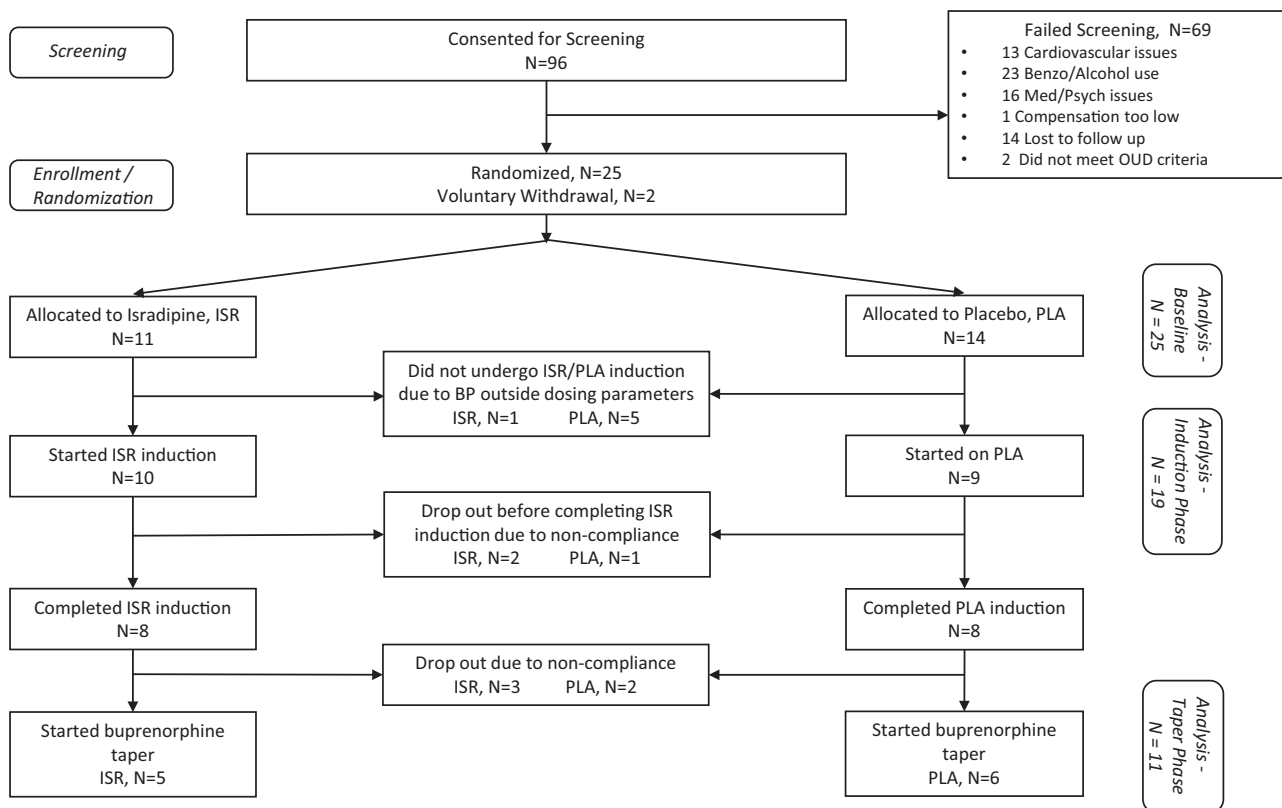 Screening
Consented for Screening
N=96
Failed Screening, N=69
• 13 Cardiovascular issues
• 23 Benzo/Alcohol use
• 16 Med/Psych issues
• 1 Compensation too low
• 14 Lost to follow up
• 2 Did not meet OUD criteria
Enrollment /
Randomization
Randomized, N=25
Voluntary Withdrawal, N=2
Allocated to Isradipine, ISR
N=11
Allocated to Placebo, PLA
N=14
Analysis -
Baseline
N = 25
Did not undergo ISR/PLA induction
due to BP outside dosing parameters
ISR, N=1 PLA, N=5
Started ISR induction
N=10
Started on PLA
N=9
Analysis -
Induction Phase
N = 19
Drop out before completing ISR
induction due to non-compliance
ISR, N=2 PLA, N=1
Completed ISR induction
N=8
Completed PLA induction
N=8
Drop out due to non-compliance
ISR, N=3 PLA, N=2
Started buprenorphine
taper
ISR, N=5
Started buprenorphine
taper
PLA, N=6
Analysis -
Taper Phase
N = 11